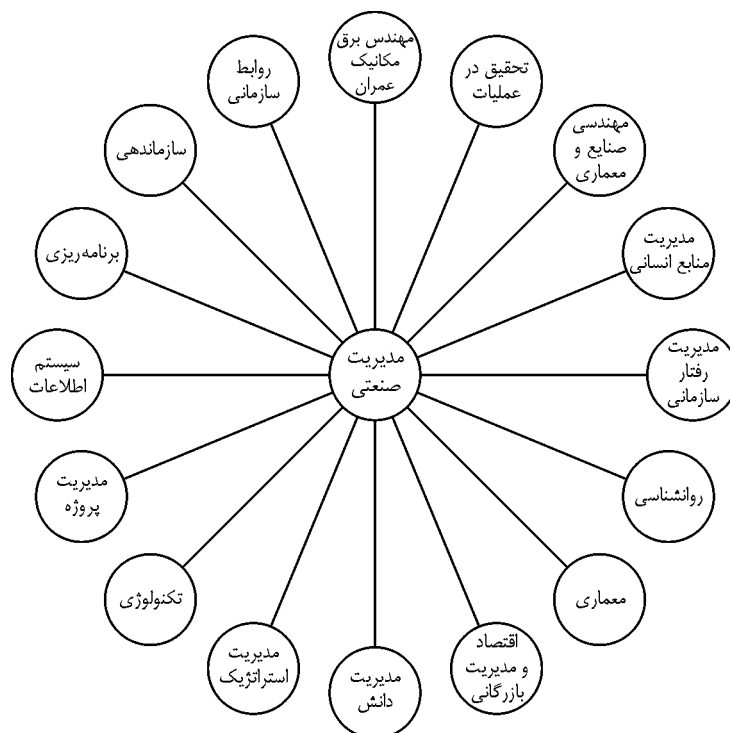 مهندس برق
مکانیک
عمران
تحقیق در
عملیات
مهندسی
صنایع و
معماری
مدیریت
منابع انسانی
مدیریت
رفتار
سازمانی
روانشناسی
معماری
اقتصاد
و مدیریت
بازرگانی
مدیریت
دانش
مدیریت
استراتژیک
تکنولوژی
مدیریت
پروژه
سیستم
اطلاعات
برنامه‌ریزی
سازماندهی
روابط
سازمانی
مدیریت
صنعتی